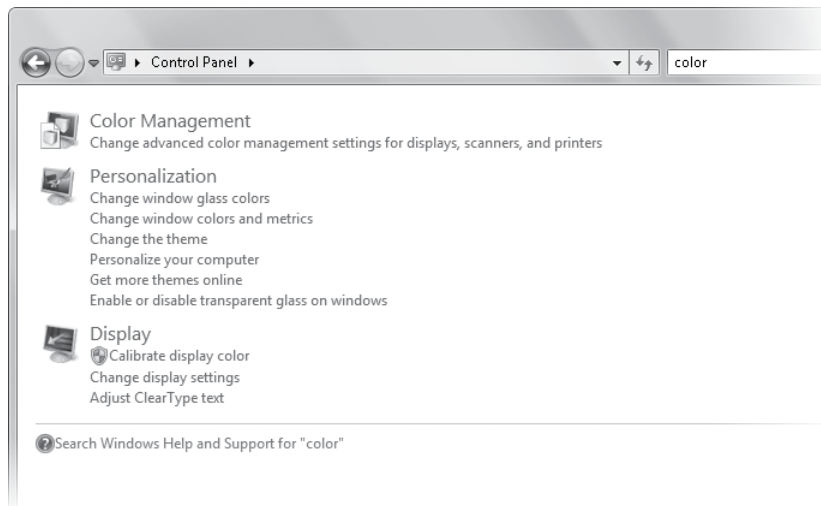 Control Panel
color
Color Management
Change advanced color management settings for displays, scanners, and printers
Personalization
Change window glass colors
Change window colors and metrics
Change the theme
Personalize your computer
Get more themes online
Enable or disable transparent glass on windows
Display
Calibrate display color
Change display settings
Adjust ClearType text
Search Windows Help and Support for "color"